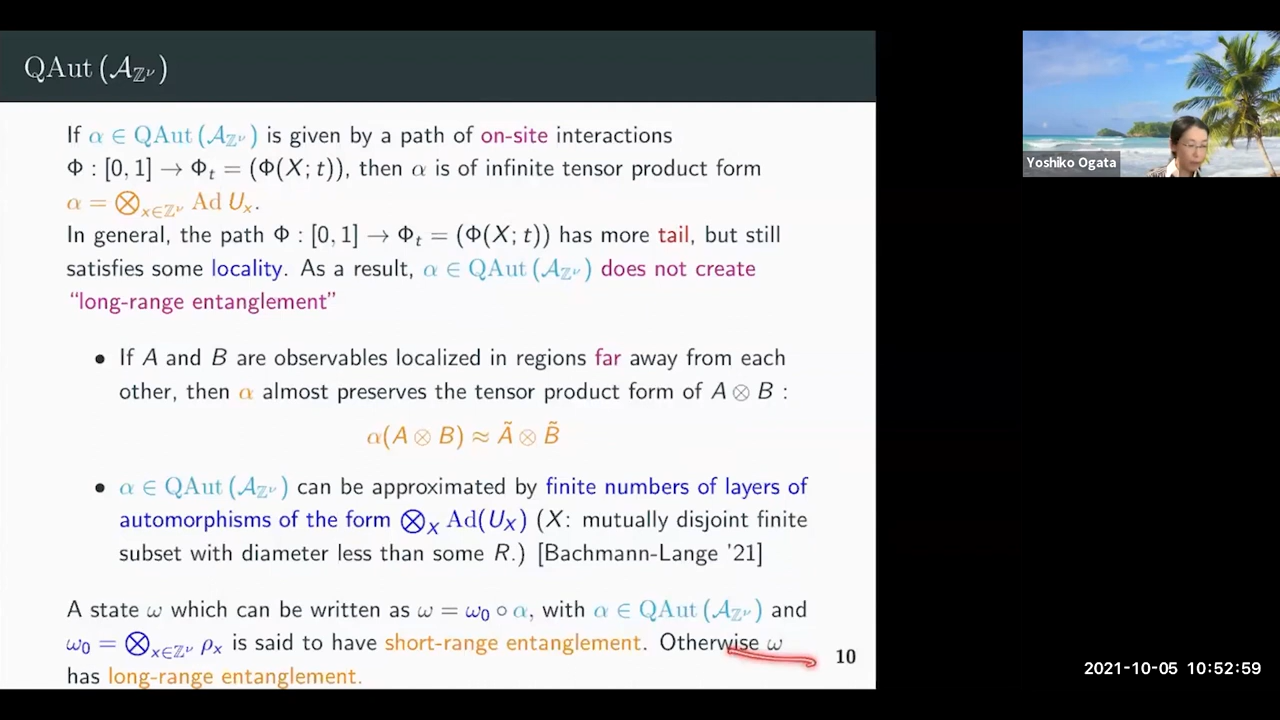 QAut (𝒜_{ℤ^ν})
If α ∈ QAut (𝒜_{ℤ^ν}) is given by a path of on-site interactions
Φ : [0, 1] → Φ_t = (Φ(X; t)), then α is of infinite tensor product form
α = ⨂_{x∈ℤ^ν} Ad U_x.
In general, the path Φ : [0, 1] → Φ_t = (Φ(X; t)) has more tail, but still
satisfies some locality. As a result, α ∈ QAut (𝒜_{ℤ^ν}) does not create
“long-range entanglement”
• If A and B are observables localized in regions far away from each
other, then α almost preserves the tensor product form of A ⊗ B :
α(A ⊗ B) ≈ Ã ⊗ B̃
• α ∈ QAut (𝒜_{ℤ^ν}) can be approximated by finite numbers of layers of
automorphisms of the form ⨂_X Ad(U_X) (X: mutually disjoint finite
subset with diameter less than some R.) [Bachmann-Lange '21]
A state ω which can be written as ω = ω₀ ∘ α, with α ∈ QAut (𝒜_{ℤ^ν}) and
ω₀ = ⨂_{x∈ℤ^ν} ρ_x is said to have short-range entanglement. Otherwise ω
has long-range entanglement.
10
Yoshiko Ogata
2021-10-05 10:52:59